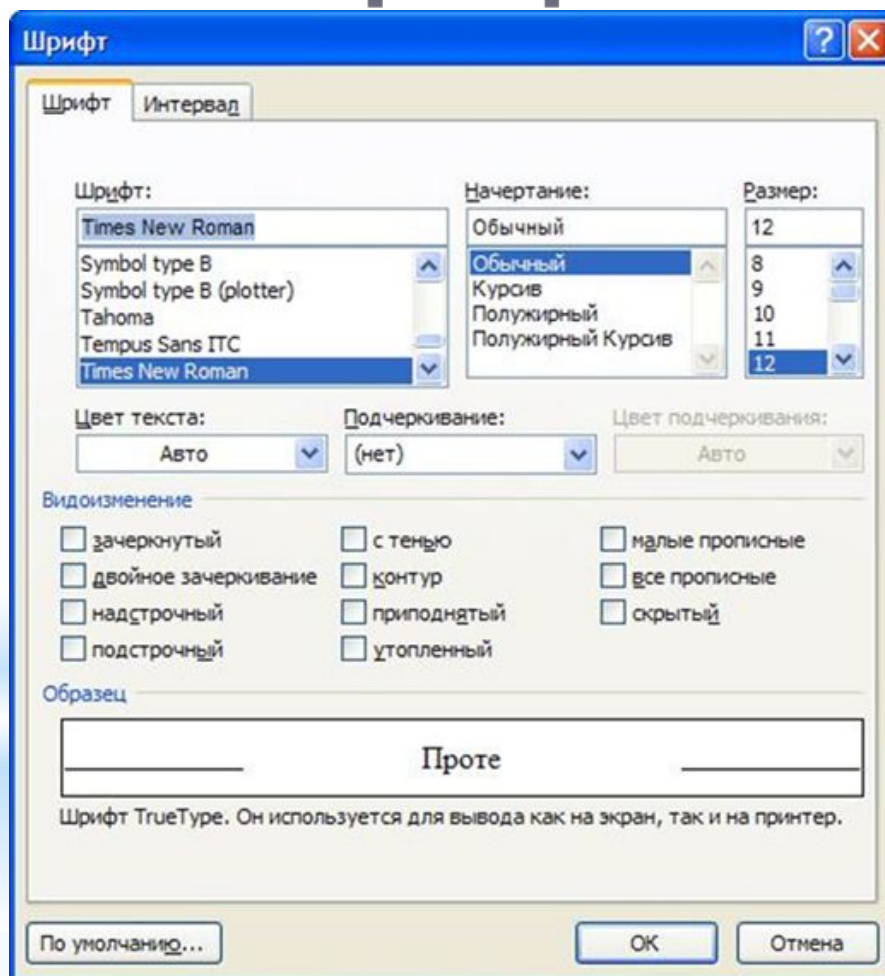 Шрифт
Шрифт Интервал
Шрифт: Начертание: Размер:
Times New Roman Обычный 12
Symbol type B Обычный 8
Symbol type B (plotter) Курсив 9
Tahoma Полужирный 10
Tempus Sans ITC Полужирный Курсив 11
Times New Roman 12
Цвет текста: Подчеркивание: Цвет подчеркивания:
Авто (нет) Авто
Видоизменение
зачеркнутый с тенью малые прописные
двойное зачеркивание контур все прописные
надстрочный приподнятый скрытый
подстрочный утопленный
Образец
Проте
Шрифт TrueType. Он используется для вывода как на экран, так и на принтер.
По умолчанию... ОК Отмена